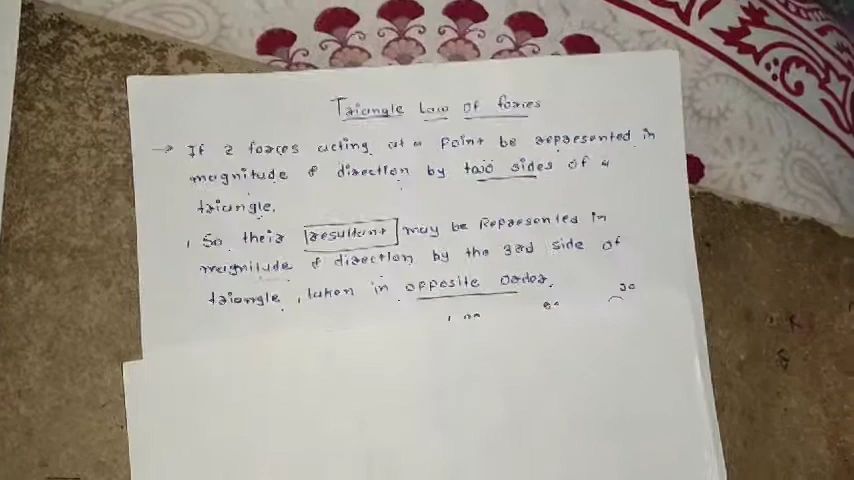 Triangle Law Of forces
→ If 2 forces acting at a Point be represented in
magnitude & direction by two sides of a
triangle.
So their resultant may be Represented in
magnitude & direction by the 3rd side of
triangle, taken in opposite order.